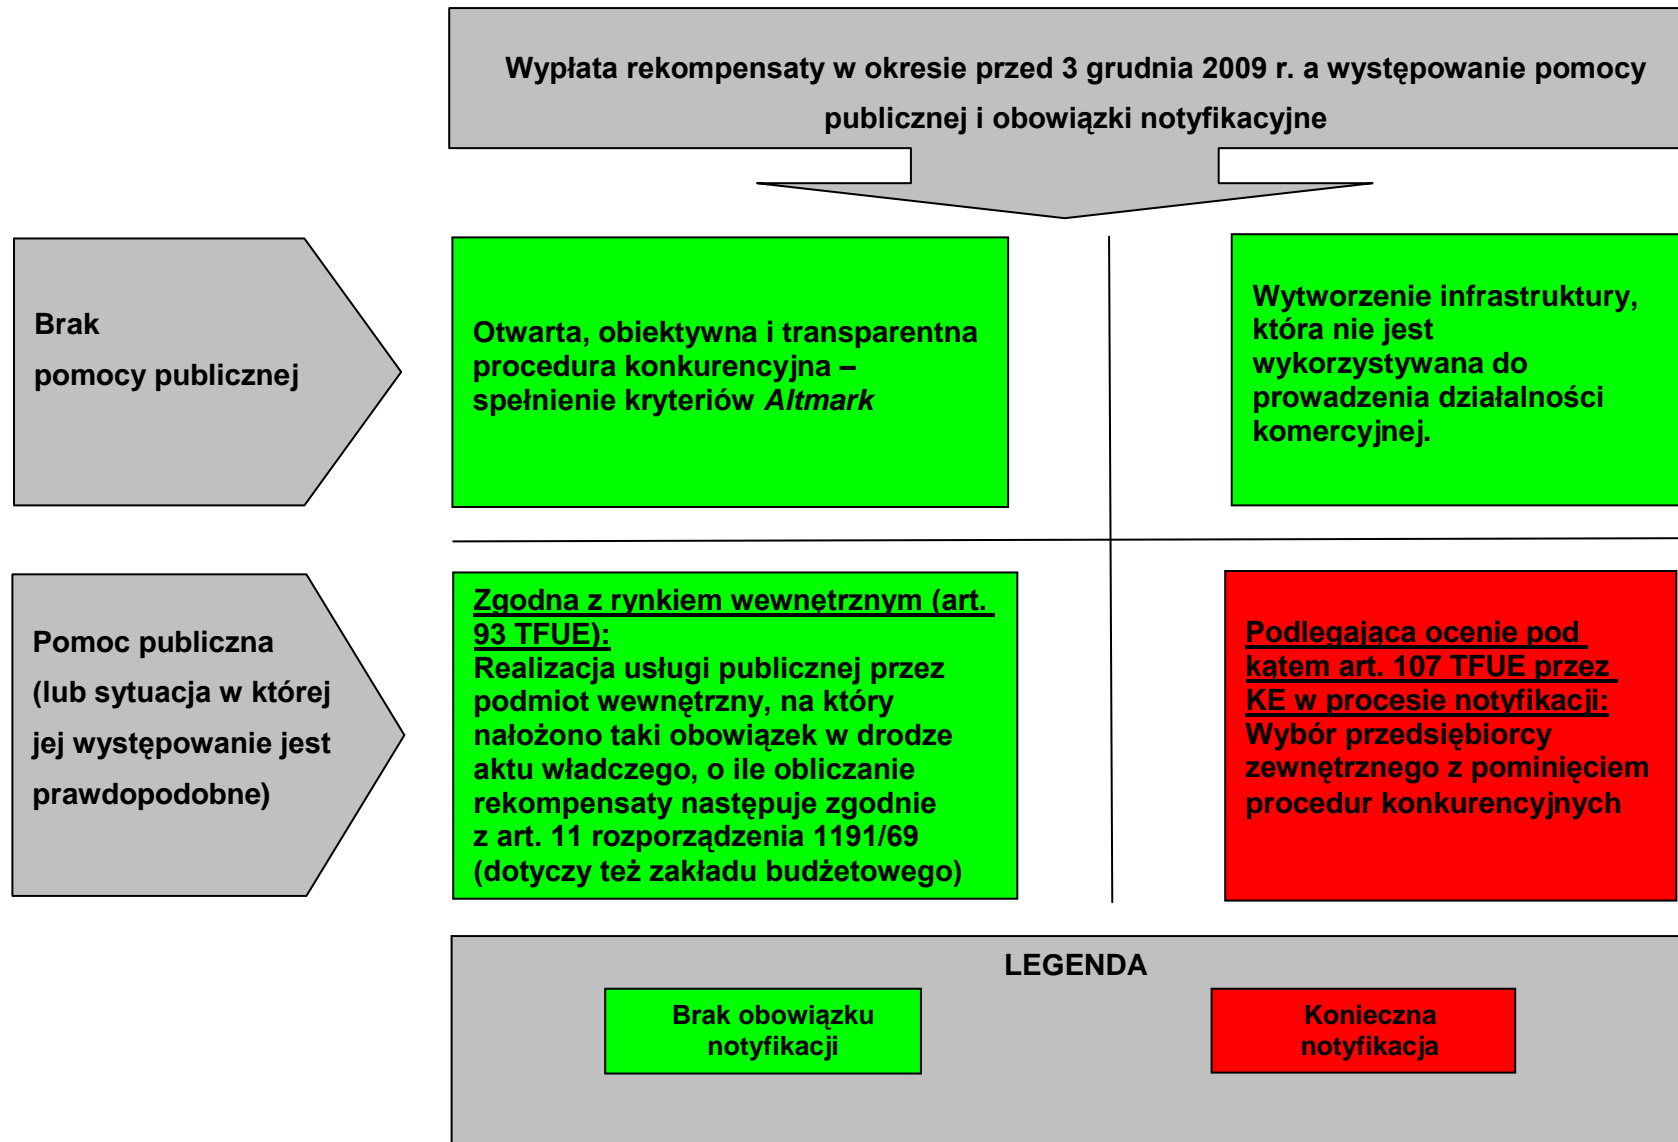 Wypłata rekompensaty w okresie przed 3 grudnia 2009 r. a występowanie pomocy
publicznej i obowiązki notyfikacyjne
Brak
pomocy publicznej
Otwarta, obiektywna i transparentna
procedura konkurencyjna –
spełnienie kryteriów Altmark
Wytworzenie infrastruktury,
która nie jest
wykorzystywana do
prowadzenia działalności
komercyjnej.
Pomoc publiczna
(lub sytuacja w której
jej występowanie jest
prawdopodobne)
Zgodna z rynkiem wewnętrznym (art.
93 TFUE):
Realizacja usługi publicznej przez
podmiot wewnętrzny, na który
nałożono taki obowiązek w drodze
aktu władczego, o ile obliczanie
rekompensaty następuje zgodnie
z art. 11 rozporządzenia 1191/69
(dotyczy też zakładu budżetowego)
Podlegająca ocenie pod
kątem art. 107 TFUE przez
KE w procesie notyfikacji:
Wybór przedsiębiorcy
zewnętrznego z pominięciem
procedur konkurencyjnych
LEGENDA
Brak obowiązku
notyfikacji
Konieczna
notyfikacja